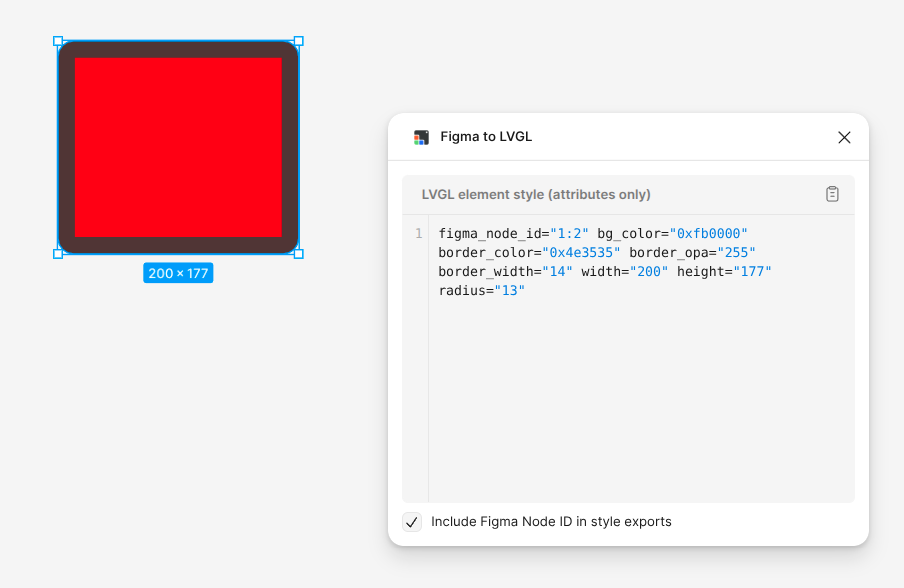 Figma to LVGL
LVGL element style (attributes only)
1
figma_node_id="1:2" bg_color="0xfb0000"
border_color="0x4e3535" border_opa="255"
border_width="14" width="200" height="177"
radius="13"
200 × 177
Include Figma Node ID in style exports